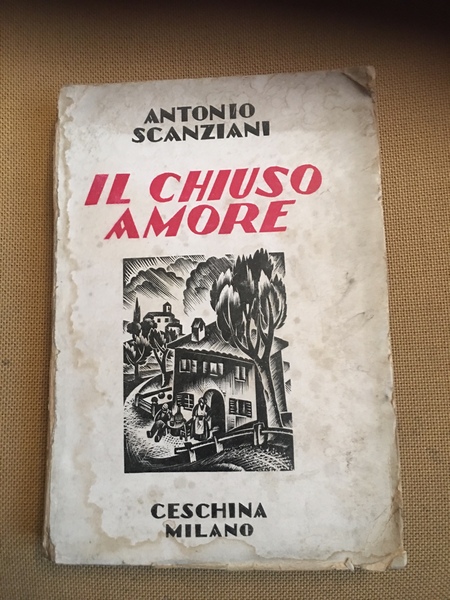 ANTONIO
SCANZIANI
IL CHIUSO
AMORE
CESCHINA
MILANO